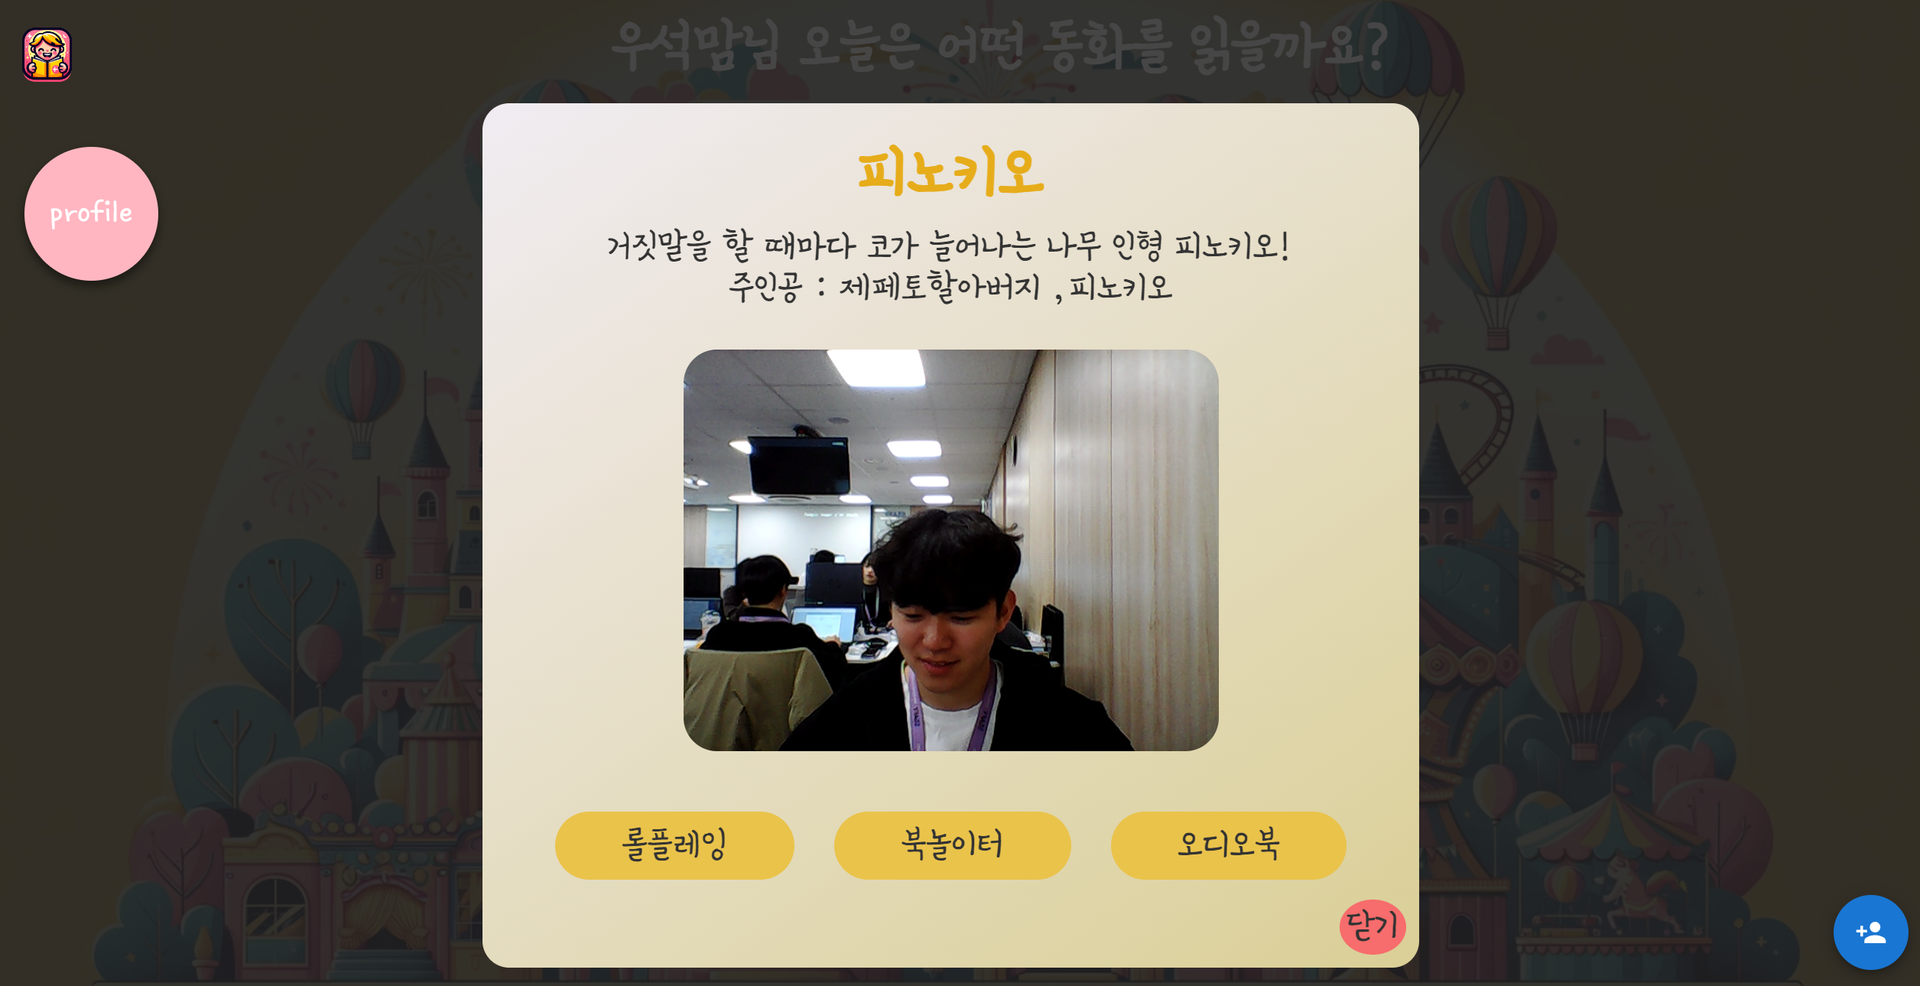 우석맘님 오늘은 어떤 동화를 읽을까요?
profile
피노키오
거짓말을 할 때마다 코가 늘어나는 나무 인형 피노키오!
주인공 : 제페토할아버지 , 피노키오
롤플레잉
북놀이터
오디오북
닫기